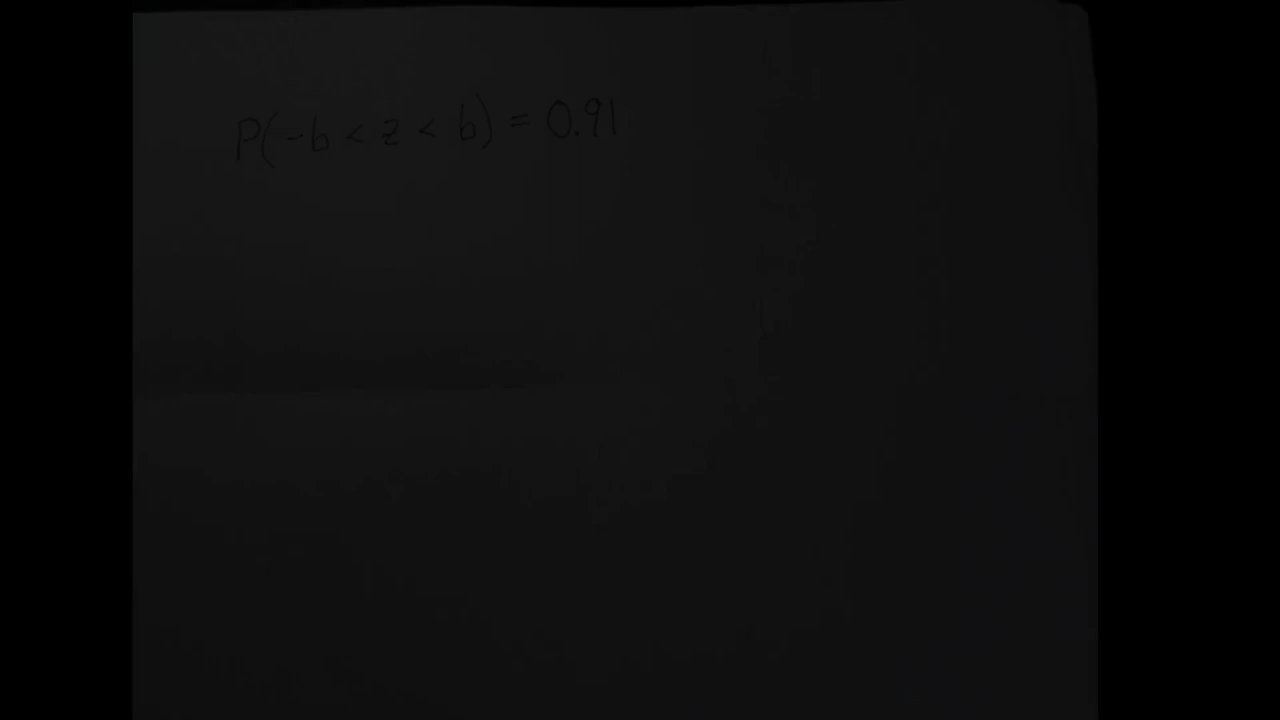 P(-b < z < b) = 0.91